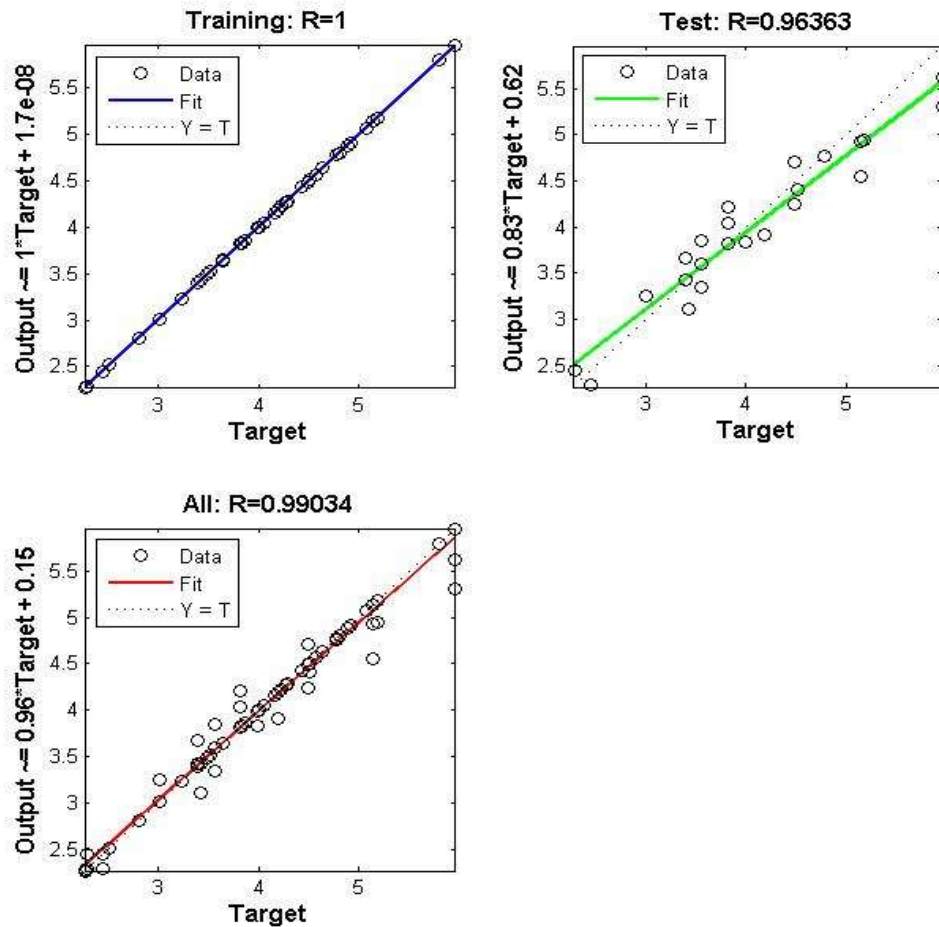 Training: R=1
Output ~= 1*Target + 1.7e-08
Data
Fit
Y = T
5.5
5
4.5
4
3.5
3
2.5
3 4 5
Target
Test: R=0.96363
Output ~= 0.83*Target + 0.62
Data
Fit
Y = T
5.5
5
4.5
4
3.5
3
2.5
3 4 5
Target
All: R=0.99034
Output ~= 0.96*Target + 0.15
Data
Fit
Y = T
5.5
5
4.5
4
3.5
3
2.5
3 4 5
Target